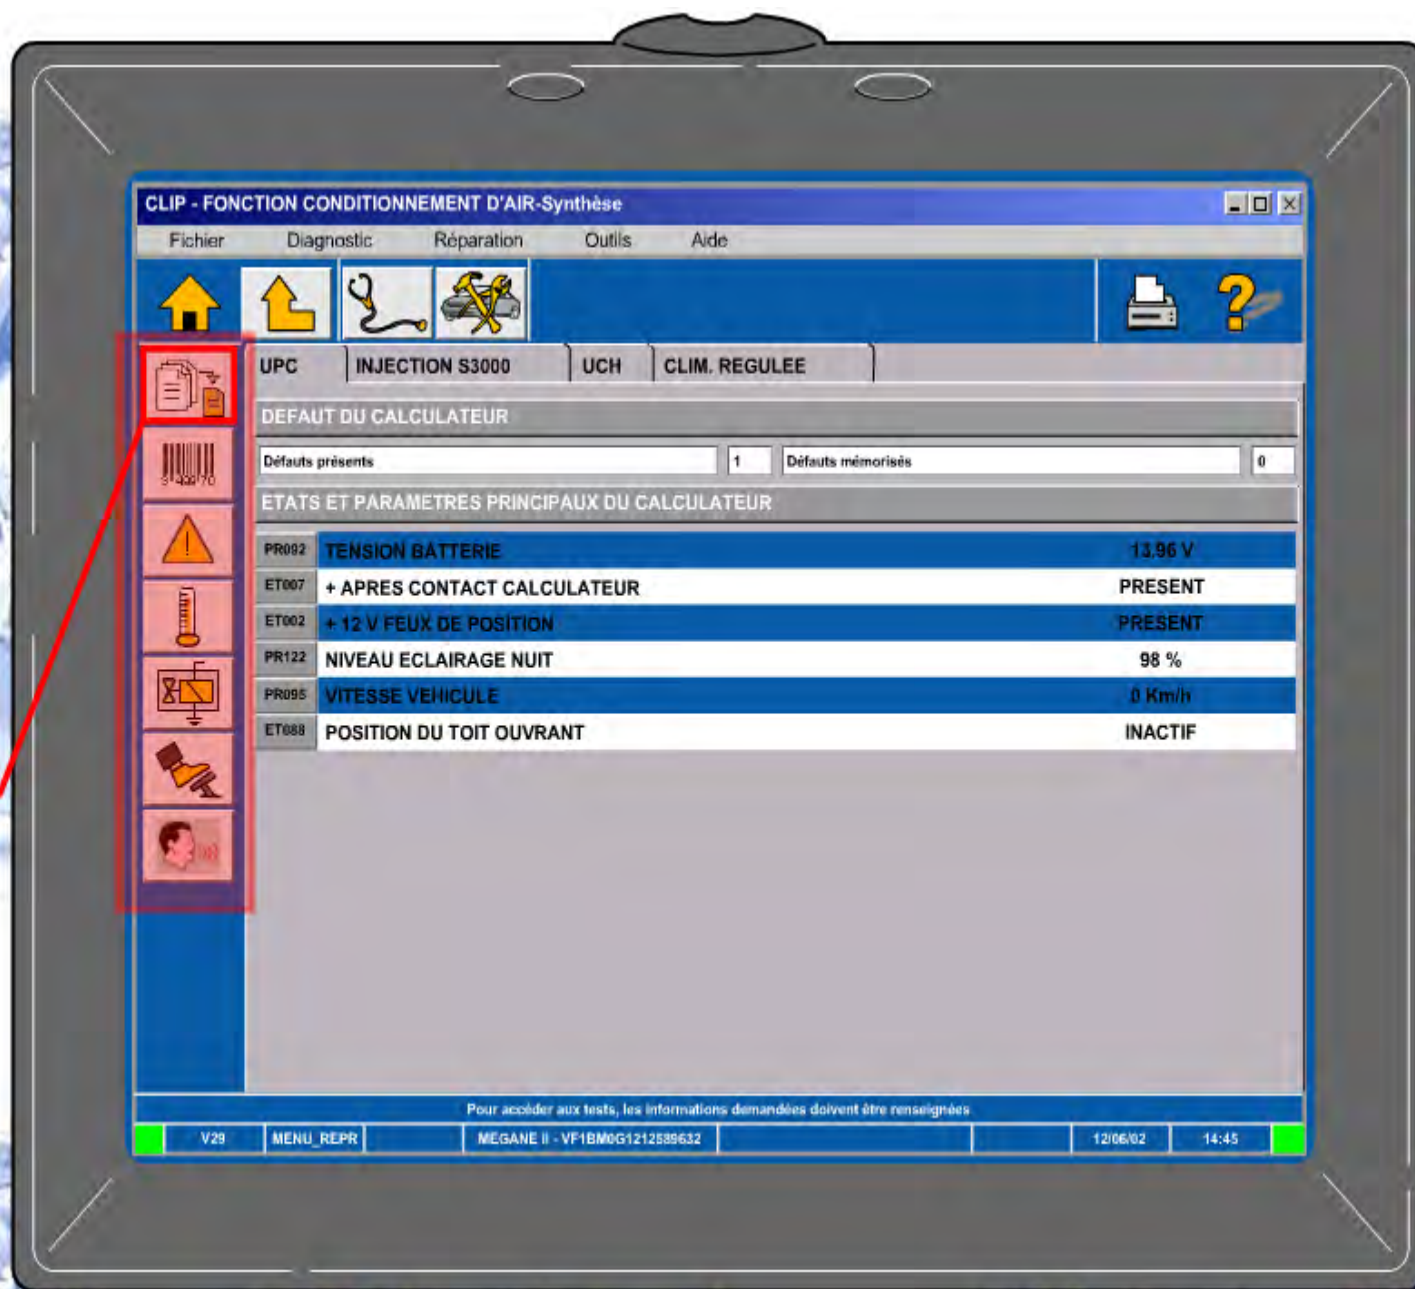 CLIP - FONCTION CONDITIONNEMENT D'AIR-Synthèse
Fichier Diagnostic Réparation Outils Aide
UPC INJECTION S3000 UCH CLIM. REGULEE
DEFAUT DU CALCULATEUR
Défauts présents 1 Défauts mémorisés 0
ETATS ET PARAMETRES PRINCIPAUX DU CALCULATEUR
PR092 TENSION BATTERIE 13.96 V
ET007 + APRES CONTACT CALCULATEUR PRESENT
ET002 + 12 V FEUX DE POSITION PRESENT
PR122 NIVEAU ECLAIRAGE NUIT 98 %
PR095 VITESSE VEHICULE 0 Km/h
ET088 POSITION DU TOIT OUVRANT INACTIF
Pour accéder aux tests, les informations demandées doivent être renseignées
V29 MENU_REPR MEGANE II - VF1BM0G1212589632 12/06/02 14:45